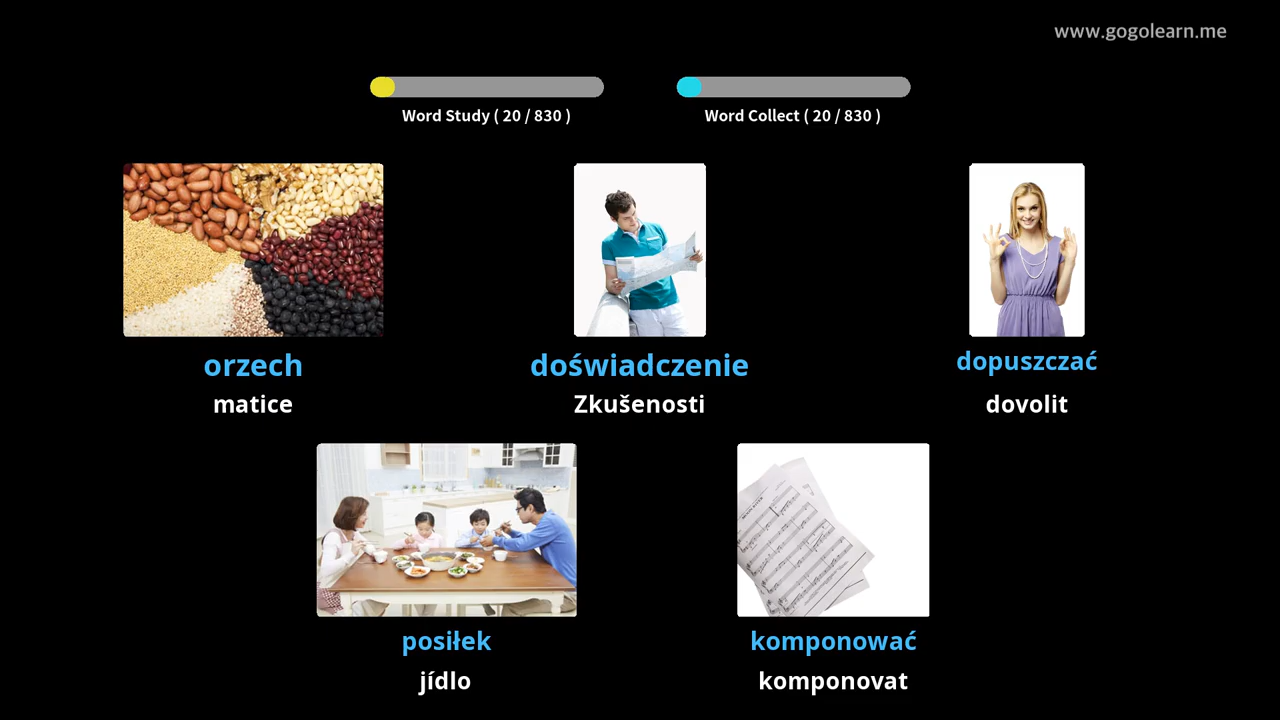 www.gogolearn.me
Word Study ( 20 / 830 )
Word Collect ( 20 / 830 )
orzech
matice
doświadczenie
Zkušenosti
dopuszczać
dovolit
posiłek
jídlo
komponować
komponovat